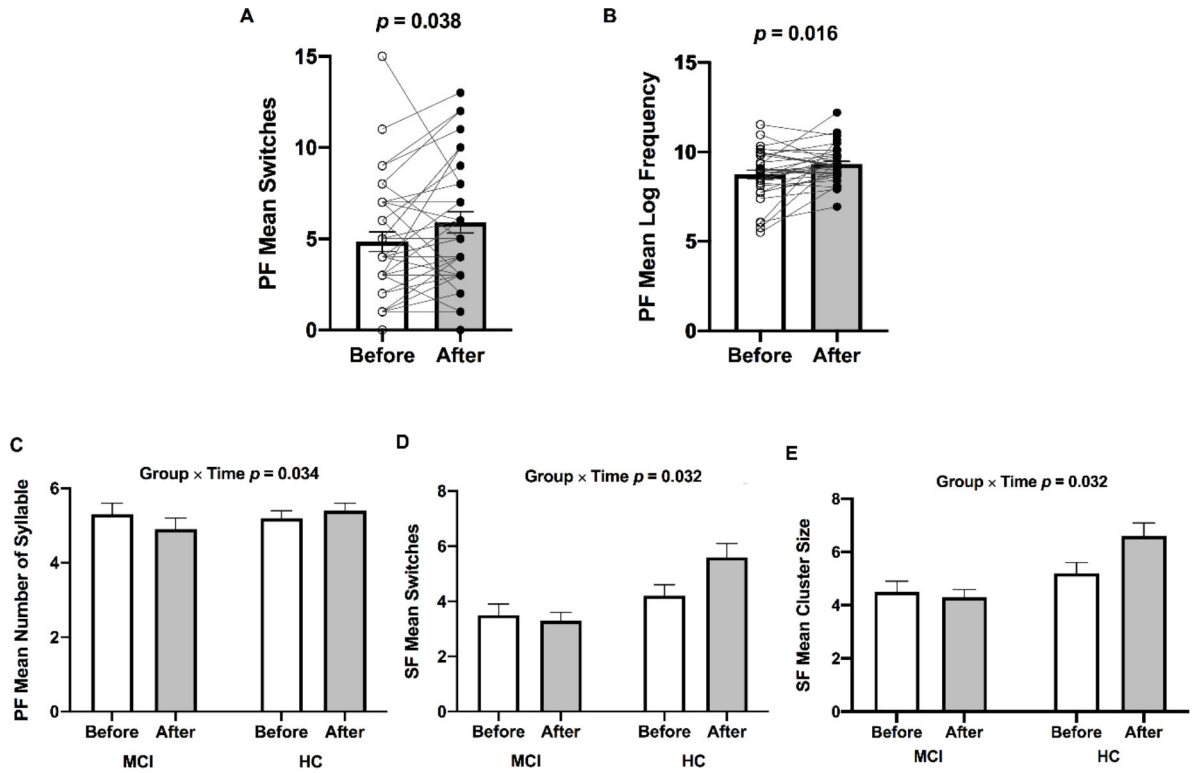 A
p = 0.038
PF Mean Switches
15
10
5
0
Before After
B
p = 0.016
PF Mean Log Frequency
15
10
5
0
Before After
C
Group × Time p = 0.034
PF Mean Number of Syllable
6
4
2
0
Before After Before After
MCI HC
D
Group × Time p = 0.032
SF Mean Switches
8
6
4
2
0
Before After Before After
MCI HC
E
Group × Time p = 0.032
SF Mean Cluster Size
8
6
4
2
0
Before After Before After
MCI HC